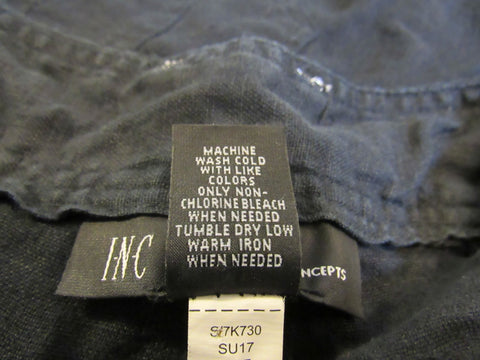 MACHINE
WASH COLD
WITH LIKE
COLORS
ONLY NON-
CHLORINE BLEACH
WHEN NEEDED
TUMBLE DRY LOW
WARM IRON
WHEN NEEDED
I·N·C
NCEPTS
S/7K730
SU17